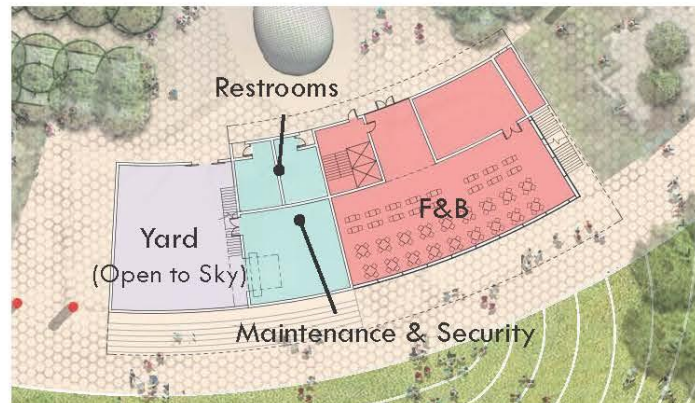 Restrooms
F&B
Yard
(Open to Sky)
Maintenance & Security